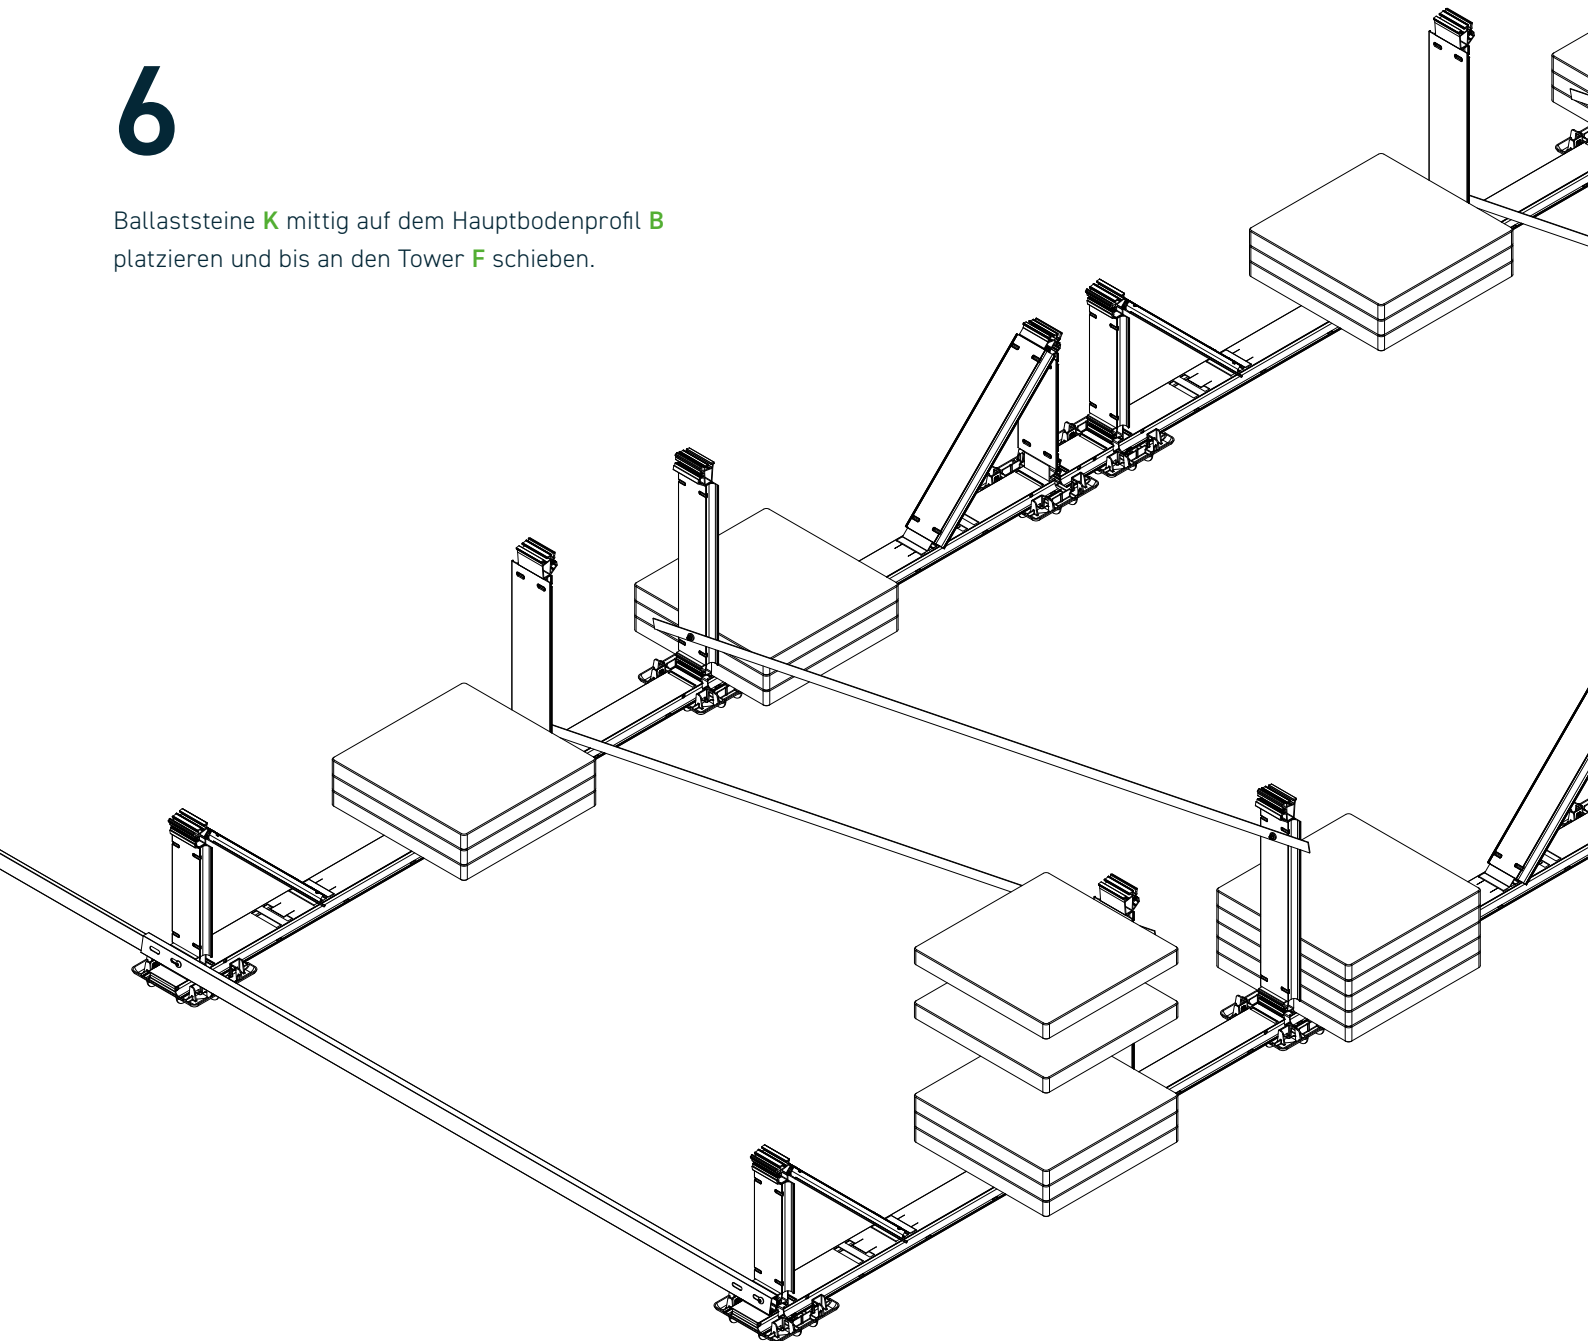 6
Ballaststeine K mittig auf dem Hauptbodenprofil B
platzieren und bis an den Tower F schieben.